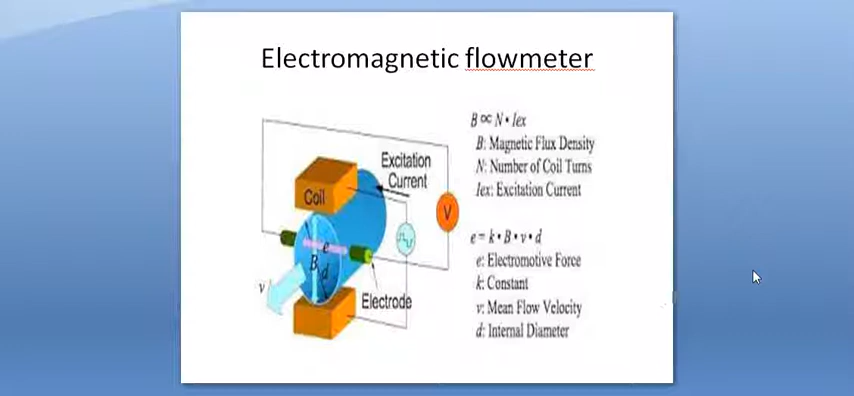 Electromagnetic flowmeter
B ∝ N • Iex
B: Magnetic Flux Density
N: Number of Coil Turns
Iex: Excitation Current
e = k • B • v • d
e: Electromotive Force
k: Constant
v: Mean Flow Velocity
d: Internal Diameter
Excitation
Current
Coil
V
e
B
d
v
Electrode